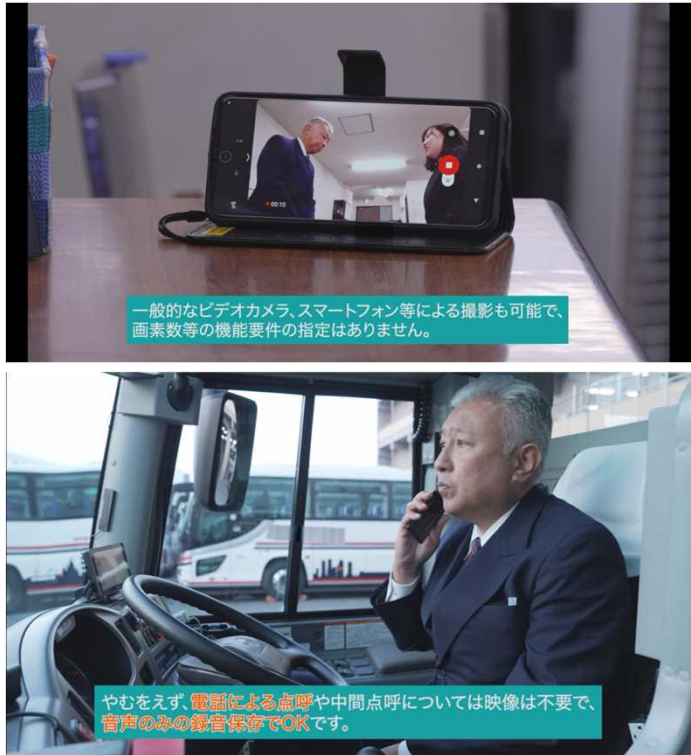 00:10
一般的なビデオカメラ、スマートフォン等による撮影も可能で、
画素数等の機能要件の指定はありません。
やむをえず、電話による点呼や中間点呼については映像は不要で、
音声のみの録音保存でOKです。